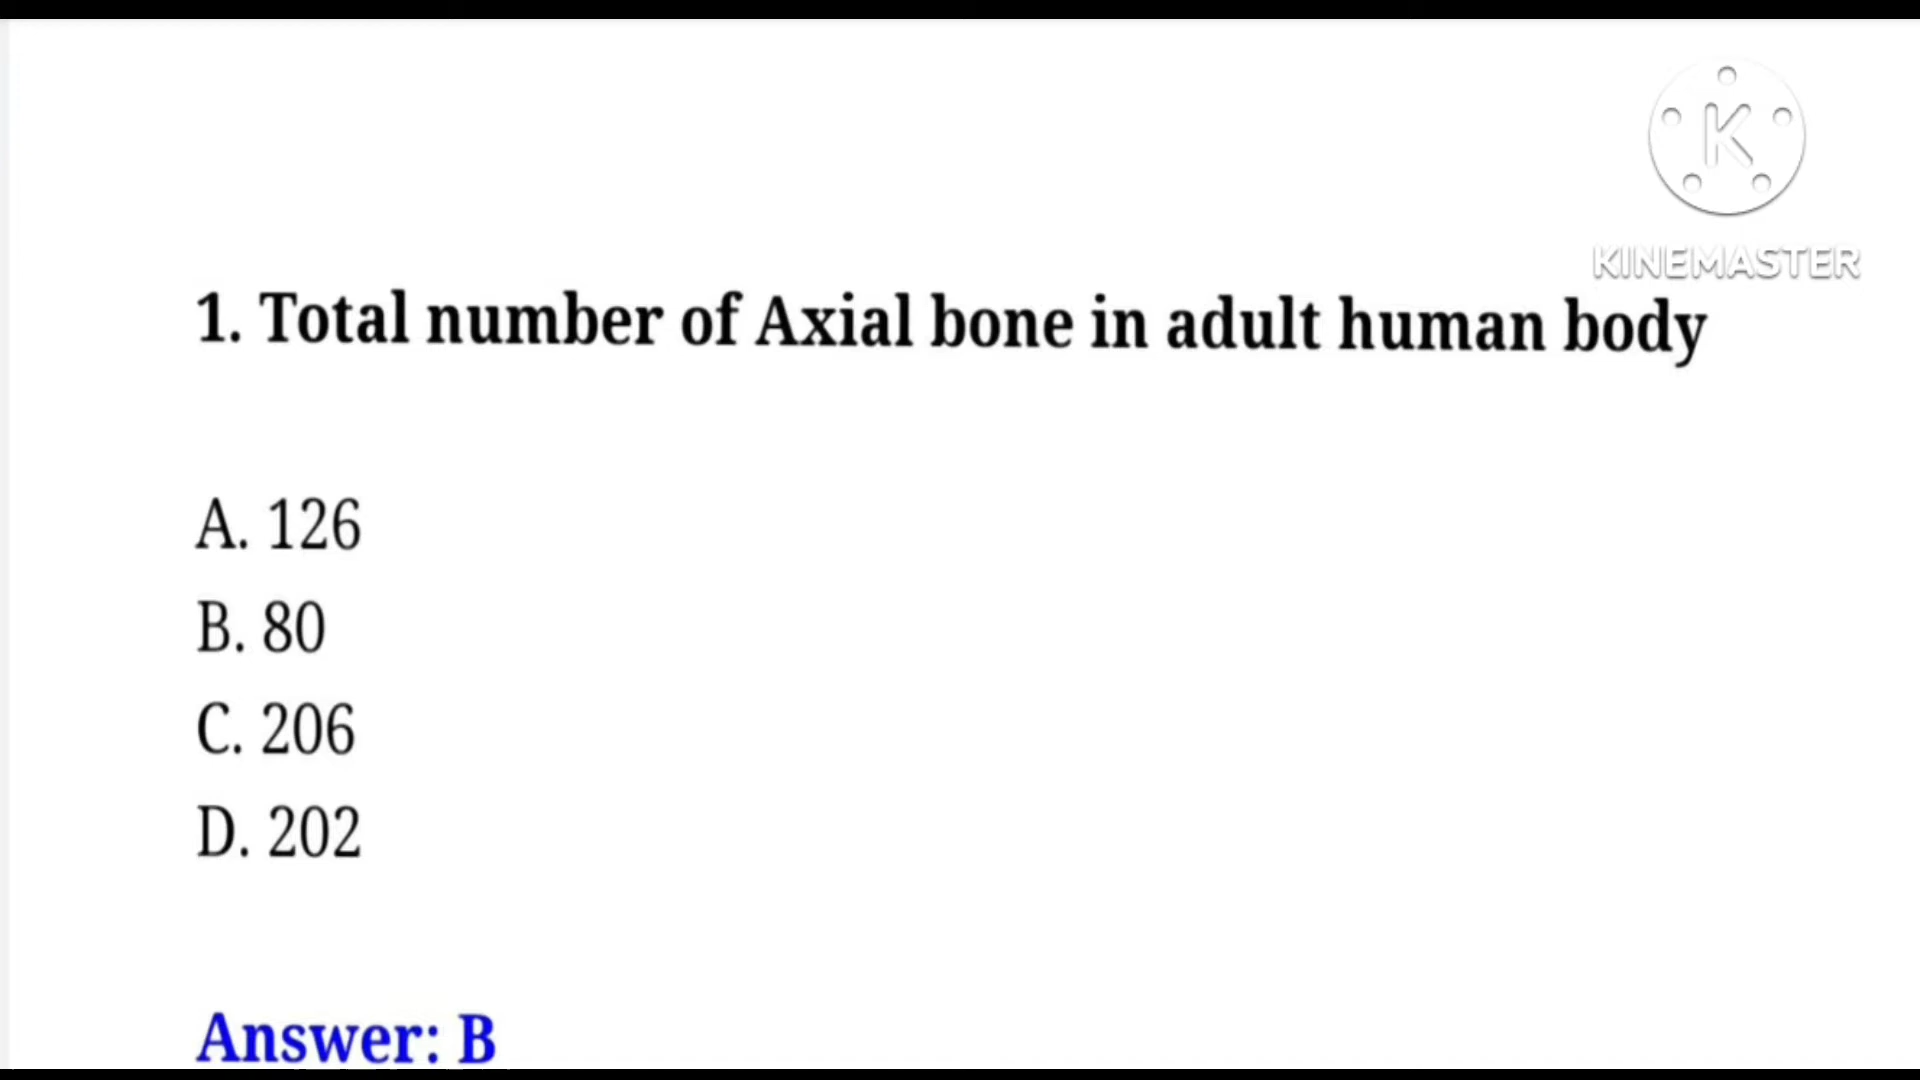 K
KINEMASTER
1. Total number of Axial bone in adult human body
A. 126
B. 80
C. 206
D. 202
Answer: B